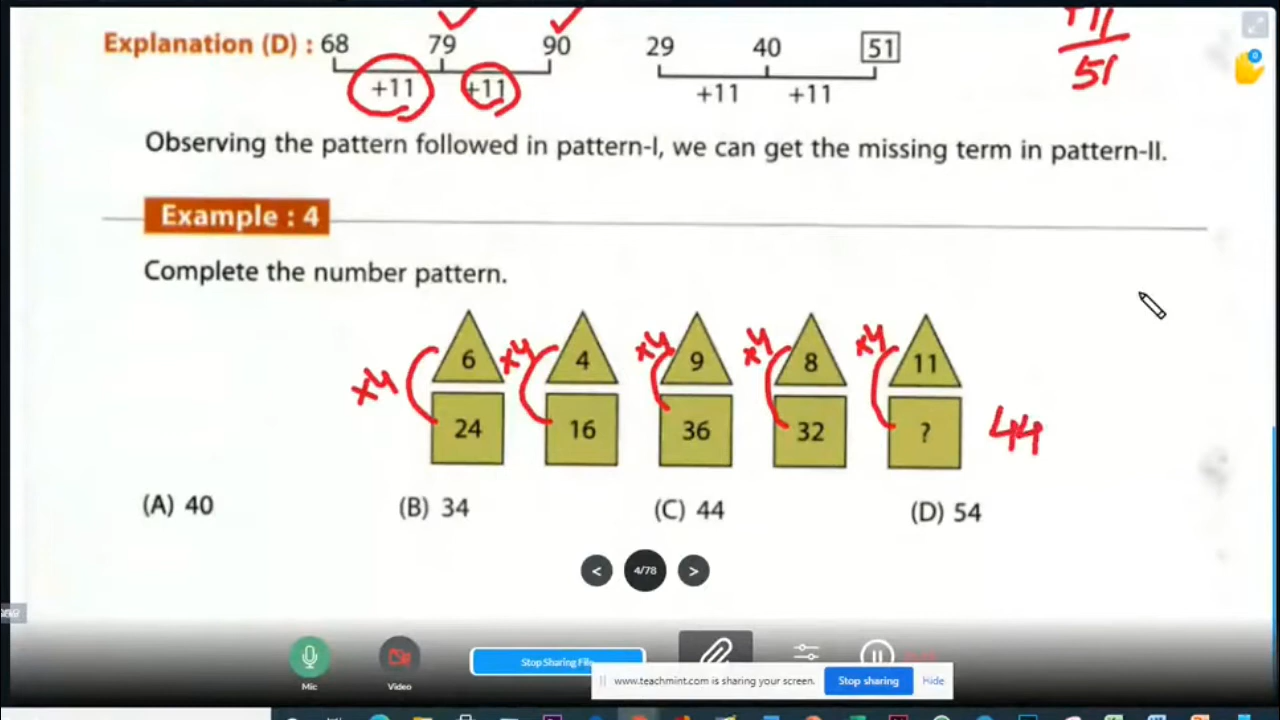 +11
51
Explanation (D) : 68 79 90 29 40 51
+11 +11 +11 +11
Observing the pattern followed in pattern-I, we can get the missing term in pattern-II.
Example : 4
Complete the number pattern.
x4 x4 x4 x4 x4
6 4 9 8 11
24 16 36 32 ? 44
(A) 40 (B) 34 (C) 44 (D) 54
< 4/78 >
Mic Video Stop Sharing File
www.teachmint.com is sharing your screen. Stop sharing Hide